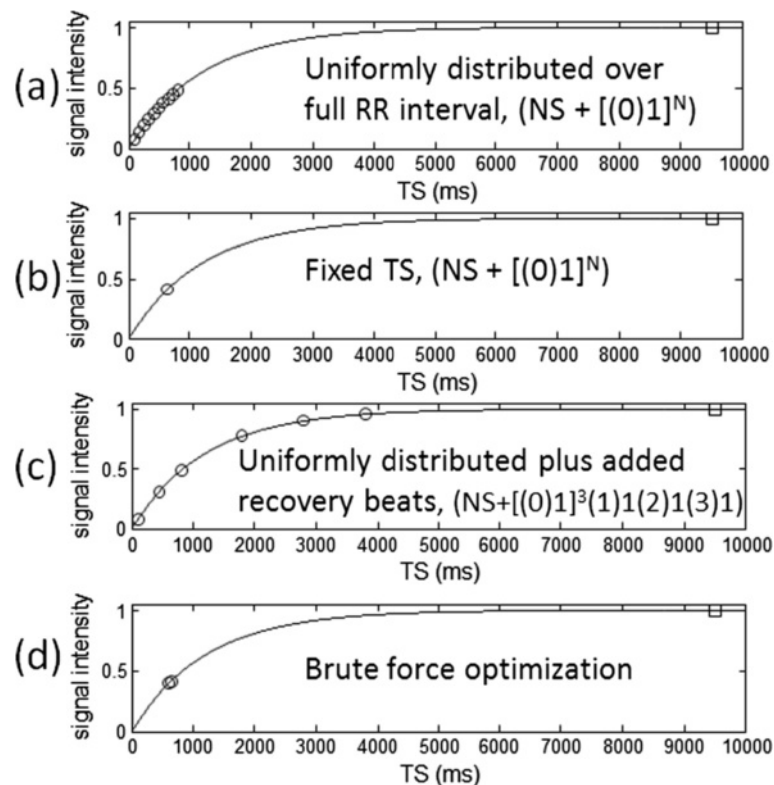 (a)
signal intensity
1
0.5
0
Uniformly distributed over
full RR interval, (NS + [(0)1]ᴺ)
0 1000 2000 3000 4000 5000 6000 7000 8000 9000 10000
TS (ms)
(b)
signal intensity
1
0.5
0
Fixed TS, (NS + [(0)1]ᴺ)
0 1000 2000 3000 4000 5000 6000 7000 8000 9000 10000
TS (ms)
(c)
signal intensity
1
0.5
0
Uniformly distributed plus added
recovery beats, (NS+[(0)1]³(1)1(2)1(3)1)
0 1000 2000 3000 4000 5000 6000 7000 8000 9000 10000
TS (ms)
(d)
signal intensity
1
0.5
0
Brute force optimization
0 1000 2000 3000 4000 5000 6000 7000 8000 9000 10000
TS (ms)